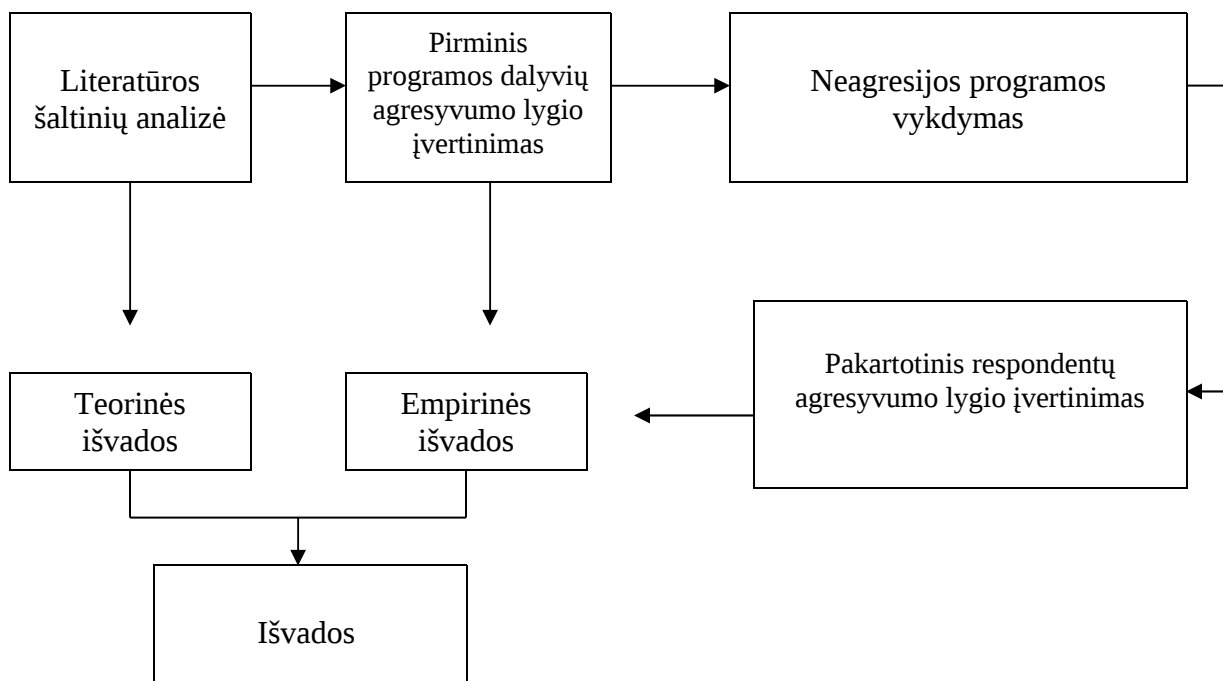 Literatūros
šaltinių analizė
Pirminis
programos dalyvių
agresyvumo lygio
įvertinimas
Neagresijos programos
vykdymas
Pakartotinis respondentų
agresyvumo lygio įvertinimas
Teorinės
išvados
Empirinės
išvados
Išvados